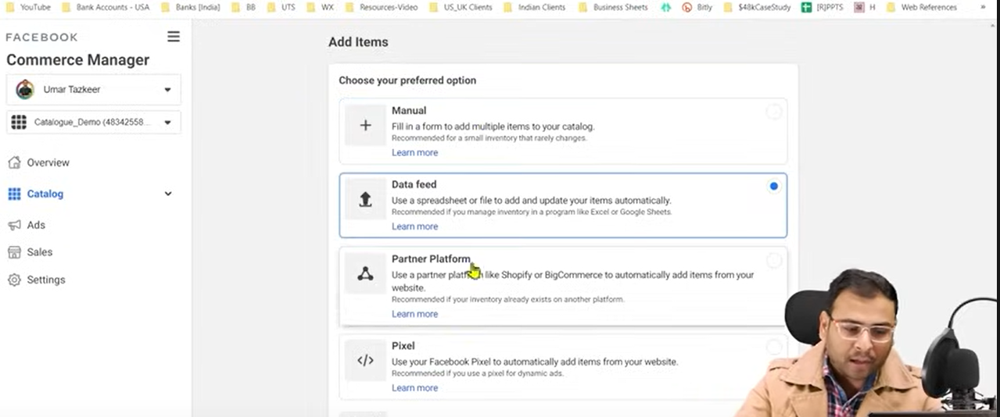 YouTube Bank Accounts - USA Banks [India] BB UTS WX Resources-Video US_UK Clients Indian Clients Business Sheets Bitly $48kCaseStudy [R]PPTS H Web References »
FACEBOOK
Commerce Manager
Umar Tazkeer
Catalogue_Demo (48342558...
Overview
Catalog
Ads
Sales
Settings
Add Items
Choose your preferred option
Manual
Fill in a form to add multiple items to your catalog.
Recommended for a small inventory that rarely changes.
Learn more
Data feed
Use a spreadsheet or file to add and update your items automatically.
Recommended if you manage inventory in a program like Excel or Google Sheets.
Learn more
Partner Platform
Use a partner platform like Shopify or BigCommerce to automatically add items from your
website.
Recommended if your inventory already exists on another platform.
Learn more
Pixel
Use your Facebook Pixel to automatically add items from your website.
Recommended if you use a pixel for dynamic ads.
Learn more